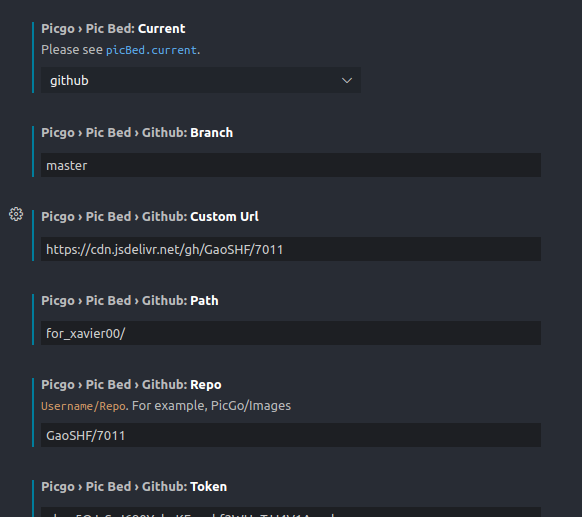 Picgo › Pic Bed: Current
Please see picBed.current.
github
Picgo › Pic Bed › Github: Branch
master
Picgo › Pic Bed › Github: Custom Url
https://cdn.jsdelivr.net/gh/GaoSHF/7011
Picgo › Pic Bed › Github: Path
for_xavier00/
Picgo › Pic Bed › Github: Repo
Username/Repo. For example, PicGo/Images
GaoSHF/7011
Picgo › Pic Bed › Github: Token